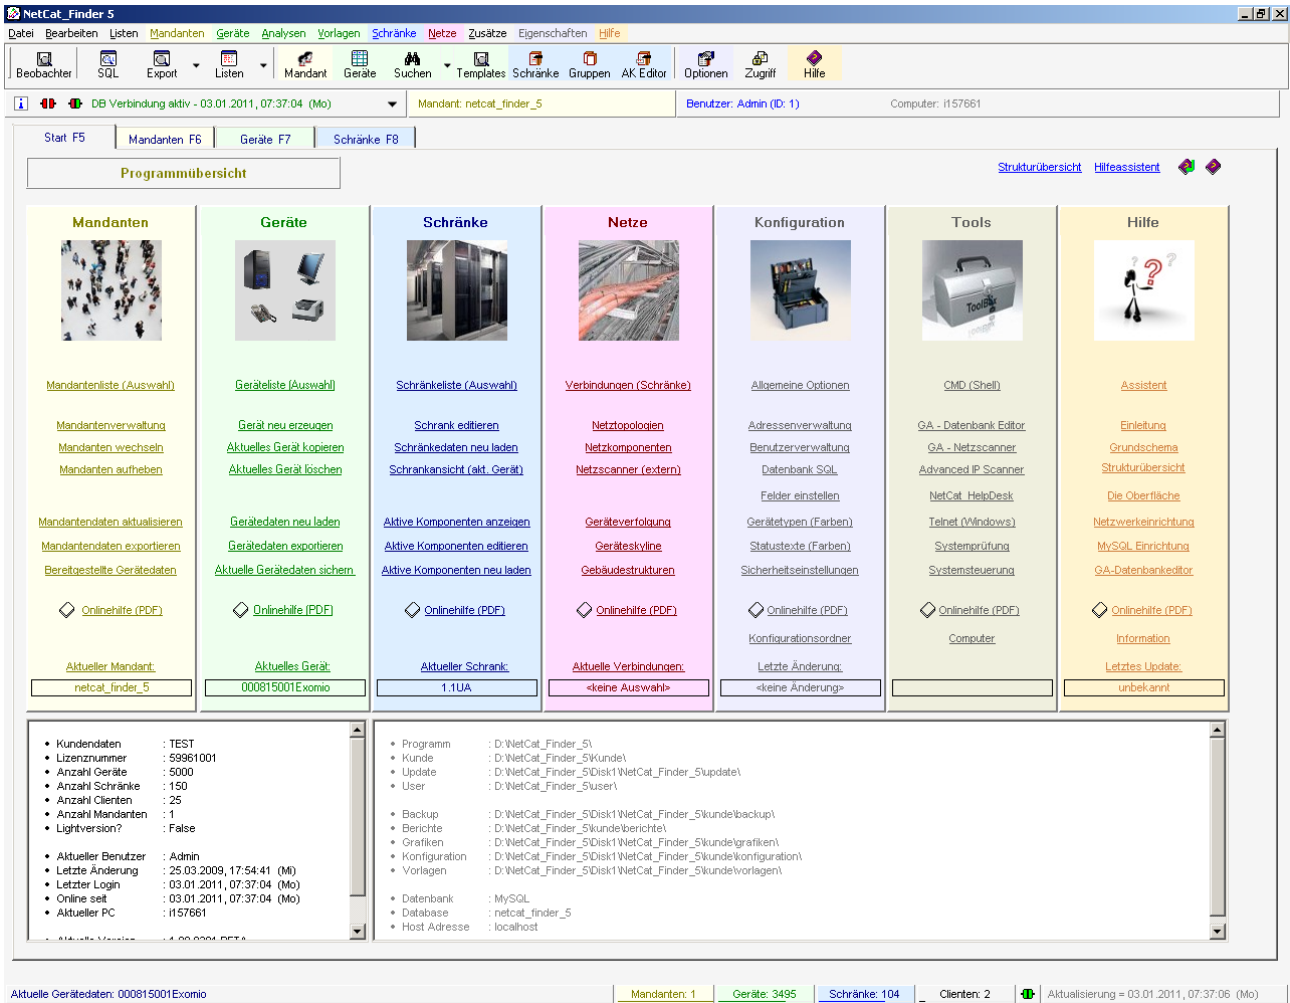 NetCat_Finder 5
Datei Bearbeiten Listen Mandanten Geräte Analysen Vorlagen Schränke Netze Zusätze Eigenschaften Hilfe
Beobachter SQL Export Listen Mandant Geräte Suchen Templates Schränke Gruppen AK Editor Optionen Zugriff Hilfe
DB Verbindung aktiv - 03.01.2011, 07:37:04 (Mo) Mandant: netcat_finder_5 Benutzer: Admin (ID: 1) Computer: i157661
Start F5 Mandanten F6 Geräte F7 Schränke F8
Programmübersicht Strukturübersicht Hilfeassistent
Mandanten Geräte Schränke Netze Konfiguration Tools Hilfe
ToolBox
Mandantenliste (Auswahl) Geräteliste (Auswahl) Schränkeliste (Auswahl) Verbindungen (Schränke) Allgemeine Optionen CMD (Shell) Assistent
Mandantenverwaltung Gerät neu erzeugen Schrank editieren Netztopologien Adressenverwaltung GA - Datenbank Editor Einleitung
Mandanten wechseln Aktuelles Gerät kopieren Schränkedaten neu laden Netzkomponenten Benutzerverwaltung GA - Netzscanner Grundschema
Mandanten aufheben Aktuelles Gerät löschen Schrankansicht (akt. Gerät) Netzscanner (extern) Datenbank SQL Advanced IP Scanner Strukturübersicht
Felder einstellen NetCat_HelpDesk Die Oberfläche
Mandantendaten aktualisieren Gerätedaten neu laden Aktive Komponenten anzeigen Geräteverfolgung Gerätetypen (Farben) Telnet (Windows) Netzwerkeinrichtung
Mandantendaten exportieren Gerätedaten exportieren Aktive Komponenten editieren Geräteskyline Statustexte (Farben) Systemprüfung MySQL Einrichtung
Bereitgestellte Gerätedaten Aktuelle Gerätedaten sichern Aktive Komponenten neu laden Gebäudestrukturen Sicherheitseinstellungen Systemsteuerung GA-Datenbankeditor
Onlinehilfe (PDF) Onlinehilfe (PDF) Onlinehilfe (PDF) Onlinehilfe (PDF) Onlinehilfe (PDF) Onlinehilfe (PDF) Onlinehilfe (PDF)
Konfigurationsordner Computer Information
Aktueller Mandant: Aktuelles Gerät: Aktueller Schrank: Aktuelle Verbindungen: Letzte Änderung: Letztes Update:
netcat_finder_5 000815001Exomio 1.1UA <keine Auswahl> <keine Änderung> unbekannt
• Kundendaten : TEST
• Lizenznummer : 59961001
• Anzahl Geräte : 5000
• Anzahl Schränke : 150
• Anzahl Clienten : 25
• Anzahl Mandanten : 1
• Lightversion? : False
• Aktueller Benutzer : Admin
• Letzte Änderung : 25.03.2009, 17:54:41 (Mi)
• Letzter Login : 03.01.2011, 07:37:04 (Mo)
• Online seit : 03.01.2011, 07:37:04 (Mo)
• Aktueller PC : i157661
• Programm : D:\NetCat_Finder_5\
• Kunde : D:\NetCat_Finder_5\Kunde\
• Update : D:\NetCat_Finder_5\Disk1\NetCat_Finder_5\update\
• User : D:\NetCat_Finder_5\user\
• Backup : D:\NetCat_Finder_5\Disk1\NetCat_Finder_5\kunde\backup\
• Berichte : D:\NetCat_Finder_5\kunde\berichte\
• Grafiken : D:\NetCat_Finder_5\Disk1\NetCat_Finder_5\kunde\grafiken\
• Konfiguration : D:\NetCat_Finder_5\Disk1\NetCat_Finder_5\kunde\konfiguration\
• Vorlagen : D:\NetCat_Finder_5\Disk1\NetCat_Finder_5\kunde\vorlagen\
• Datenbank : MySQL
• Database : netcat_finder_5
• Host Adresse : localhost
Aktuelle Gerätedaten: 000815001Exomio Mandanten: 1 Geräte: 3495 Schränke: 104 _ Clienten: 2 Aktualisierung = 03.01.2011, 07:37:06 (Mo)